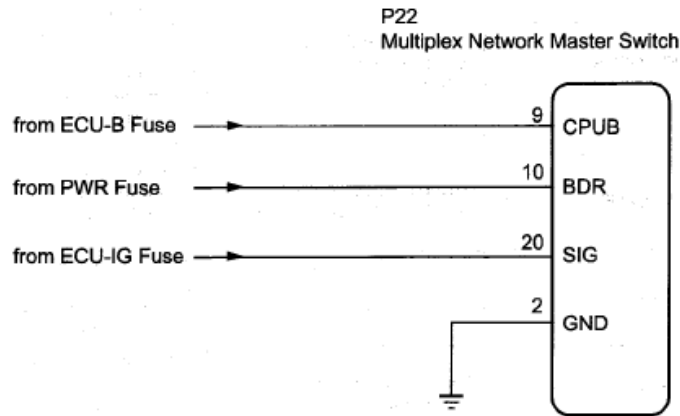 P22
Multiplex Network Master Switch
from ECU-B Fuse 9 CPUB
from PWR Fuse 10 BDR
from ECU-IG Fuse 20 SIG
2 GND